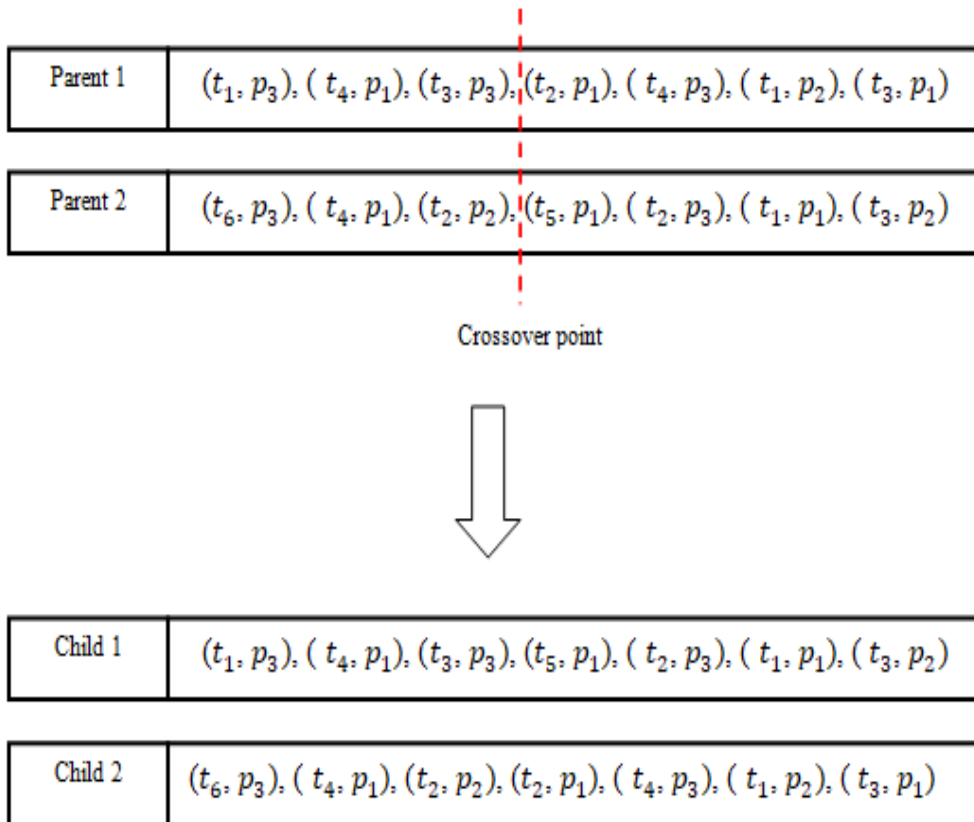 Parent 1 (t₁, p₃), ( t₄, p₁), (t₃, p₃), (t₂, p₁), ( t₄, p₃), ( t₁, p₂), ( t₃, p₁)
Parent 2 (t₆, p₃), ( t₄, p₁), (t₂, p₂), (t₅, p₁), ( t₂, p₃), ( t₁, p₁), ( t₃, p₂)
Crossover point
Child 1 (t₁, p₃), ( t₄, p₁), (t₃, p₃), (t₅, p₁), ( t₂, p₃), ( t₁, p₁), ( t₃, p₂)
Child 2 (t₆, p₃), ( t₄, p₁), (t₂, p₂), (t₂, p₁), ( t₄, p₃), ( t₁, p₂), ( t₃, p₁)